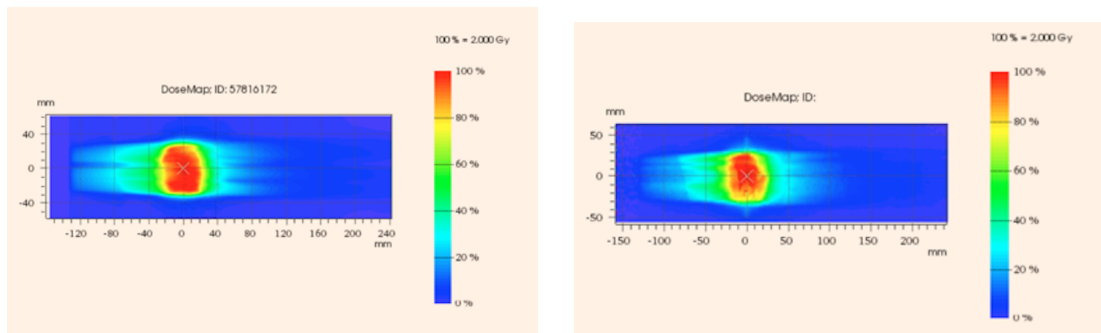 100 % = 2.000 Gy
100 %
DoseMap: ID: 57816172
mm
80 %
40
60 %
0
40 %
-40
-120 -80 -40 0 40 80 120 160 200 240
mm
20 %
0 %
100 % = 2.000 Gy
100 %
DoseMap: ID:
mm
80 %
50
60 %
0
40 %
-50
-150 -100 -50 0 50 100 150 200
mm
20 %
0 %